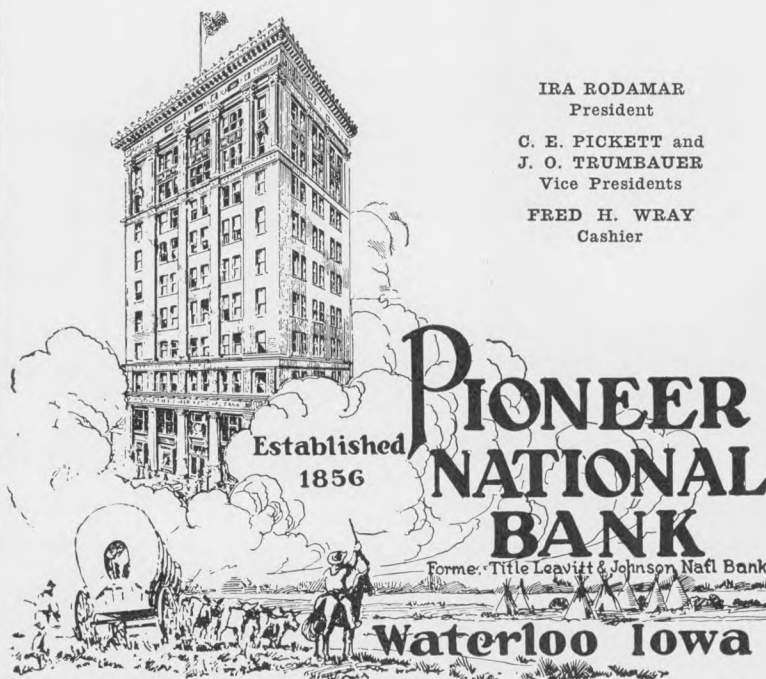 IRA RODAMAR
President
C. E. PICKETT and
J. O. TRUMBAUER
Vice Presidents
FRED H. WRAY
Cashier
Established
1856
PIONEER
NATIONAL
BANK
Former Title Leavitt & Johnson Nat'l Bank
Waterloo Iowa